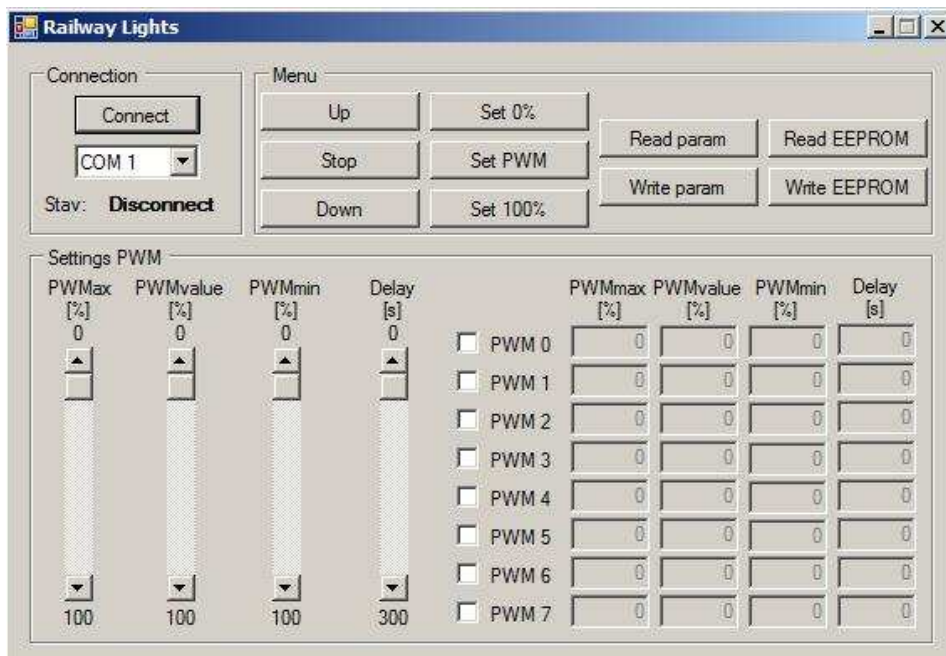 Railway Lights
Connection
Connect
COM 1
Stav: Disconnect
Menu
Up Set 0%
Stop Set PWM
Down Set 100%
Read param Read EEPROM
Write param Write EEPROM
Settings PWM
PWMax PWMvalue PWMmin Delay
[%] [%] [%] [s]
0 0 0 0
100 100 100 300
PWMmax PWMvalue PWMmin Delay
[%] [%] [%] [s]
PWM 0 0 0 0 0
PWM 1 0 0 0 0
PWM 2 0 0 0 0
PWM 3 0 0 0 0
PWM 4 0 0 0 0
PWM 5 0 0 0 0
PWM 6 0 0 0 0
PWM 7 0 0 0 0